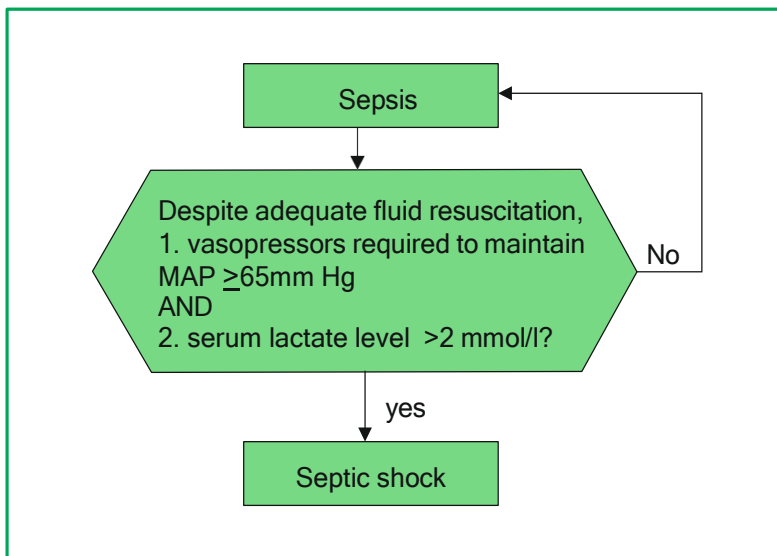 Sepsis
Despite adequate fluid resuscitation,
1. vasopressors required to maintain
MAP ≥65mm Hg
AND
2. serum lactate level >2 mmol/l?
No
yes
Septic shock